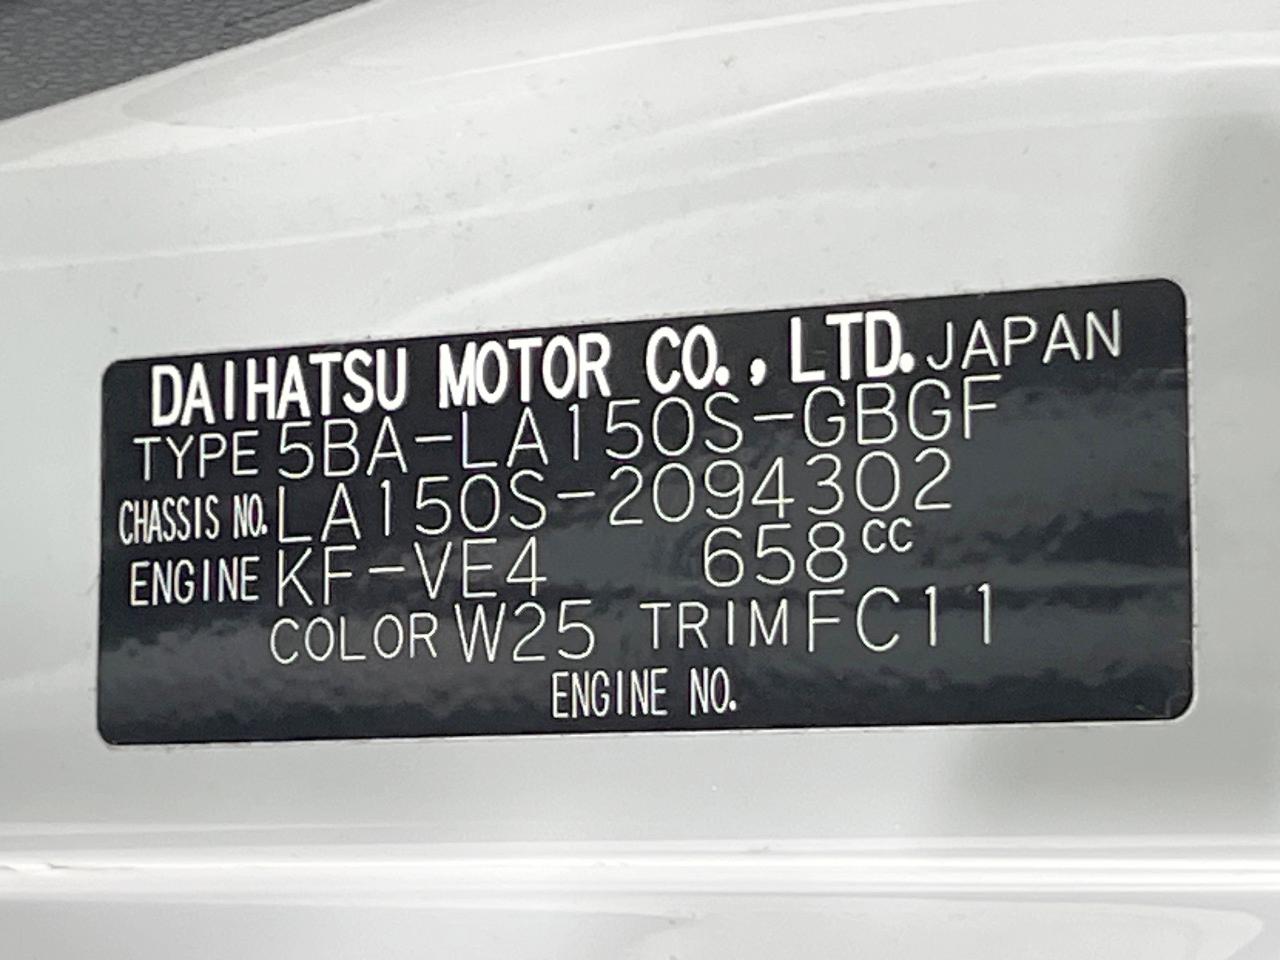 DAIHATSU MOTOR CO., LTD. JAPAN
TYPE 5BA-LA150S-GBGF
CHASSIS NO. LA150S-2094302
ENGINE KF-VE4 658cc
COLOR W25 TRIM FC11
ENGINE NO.